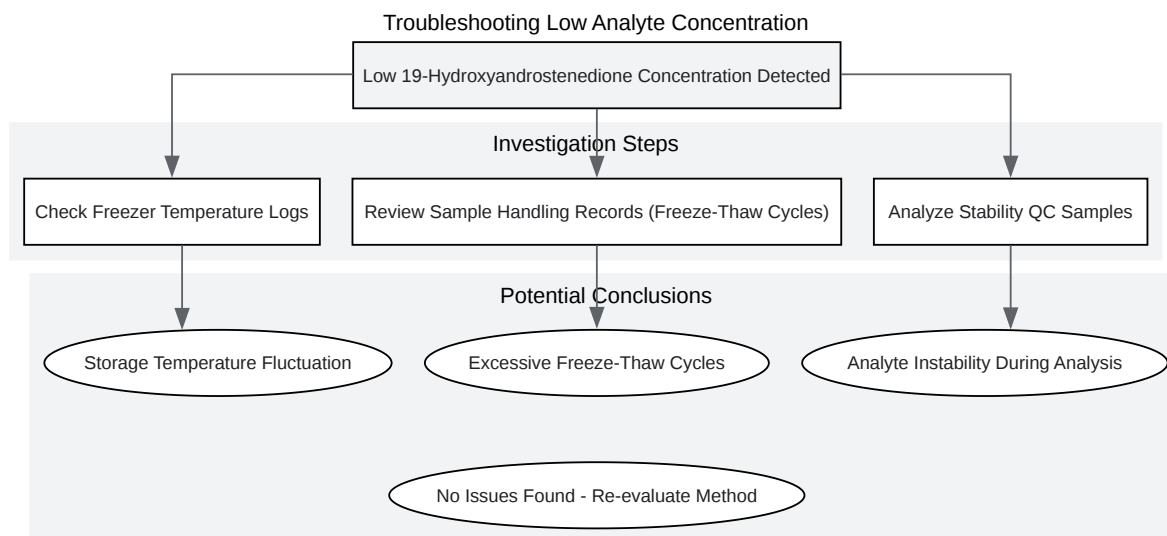 Troubleshooting Low Analyte Concentration
Low 19-Hydroxyandrostenedione Concentration Detected
Investigation Steps
Check Freezer Temperature Logs
Review Sample Handling Records (Freeze-Thaw Cycles)
Analyze Stability QC Samples
Potential Conclusions
Storage Temperature Fluctuation
Excessive Freeze-Thaw Cycles
Analyte Instability During Analysis
No Issues Found - Re-evaluate Method